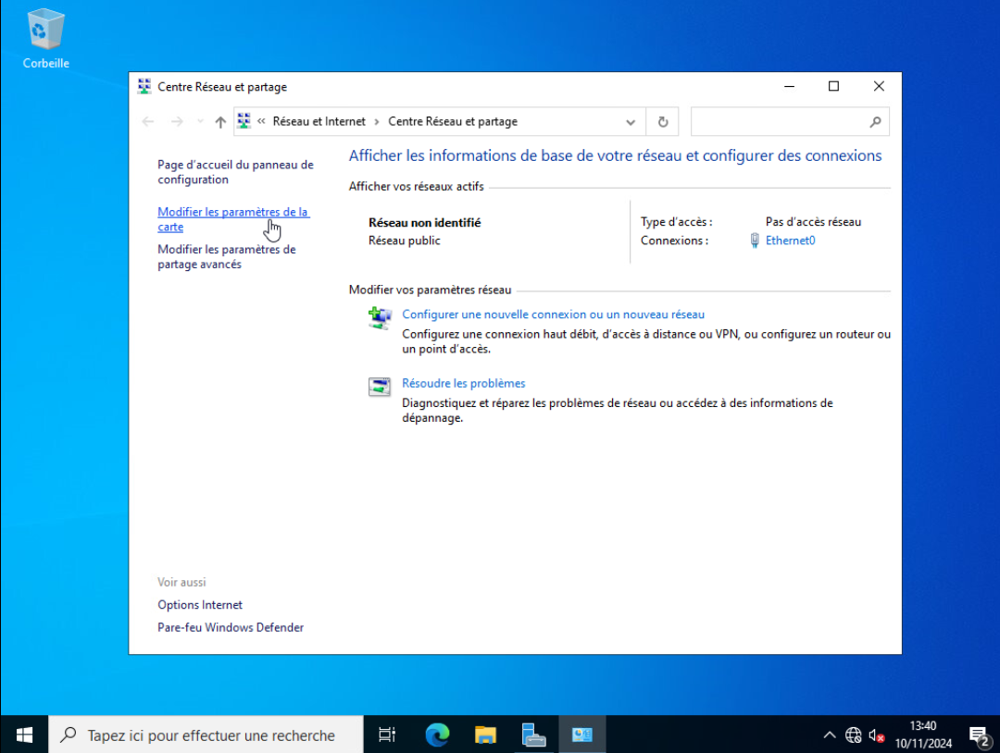 Corbeille
Centre Réseau et partage
« Réseau et Internet › Centre Réseau et partage
Page d'accueil du panneau de
configuration
Modifier les paramètres de la
carte
Modifier les paramètres de
partage avancés
Afficher les informations de base de votre réseau et configurer des connexions
Afficher vos réseaux actifs
Réseau non identifié
Réseau public
Type d'accès : Pas d'accès réseau
Connexions : Ethernet0
Modifier vos paramètres réseau
Configurer une nouvelle connexion ou un nouveau réseau
Configurez une connexion haut débit, d'accès à distance ou VPN, ou configurez un routeur ou
un point d'accès.
Résoudre les problèmes
Diagnostiquez et réparez les problèmes de réseau ou accédez à des informations de
dépannage.
Voir aussi
Options Internet
Pare-feu Windows Defender
Tapez ici pour effectuer une recherche
13:40
10/11/2024
2